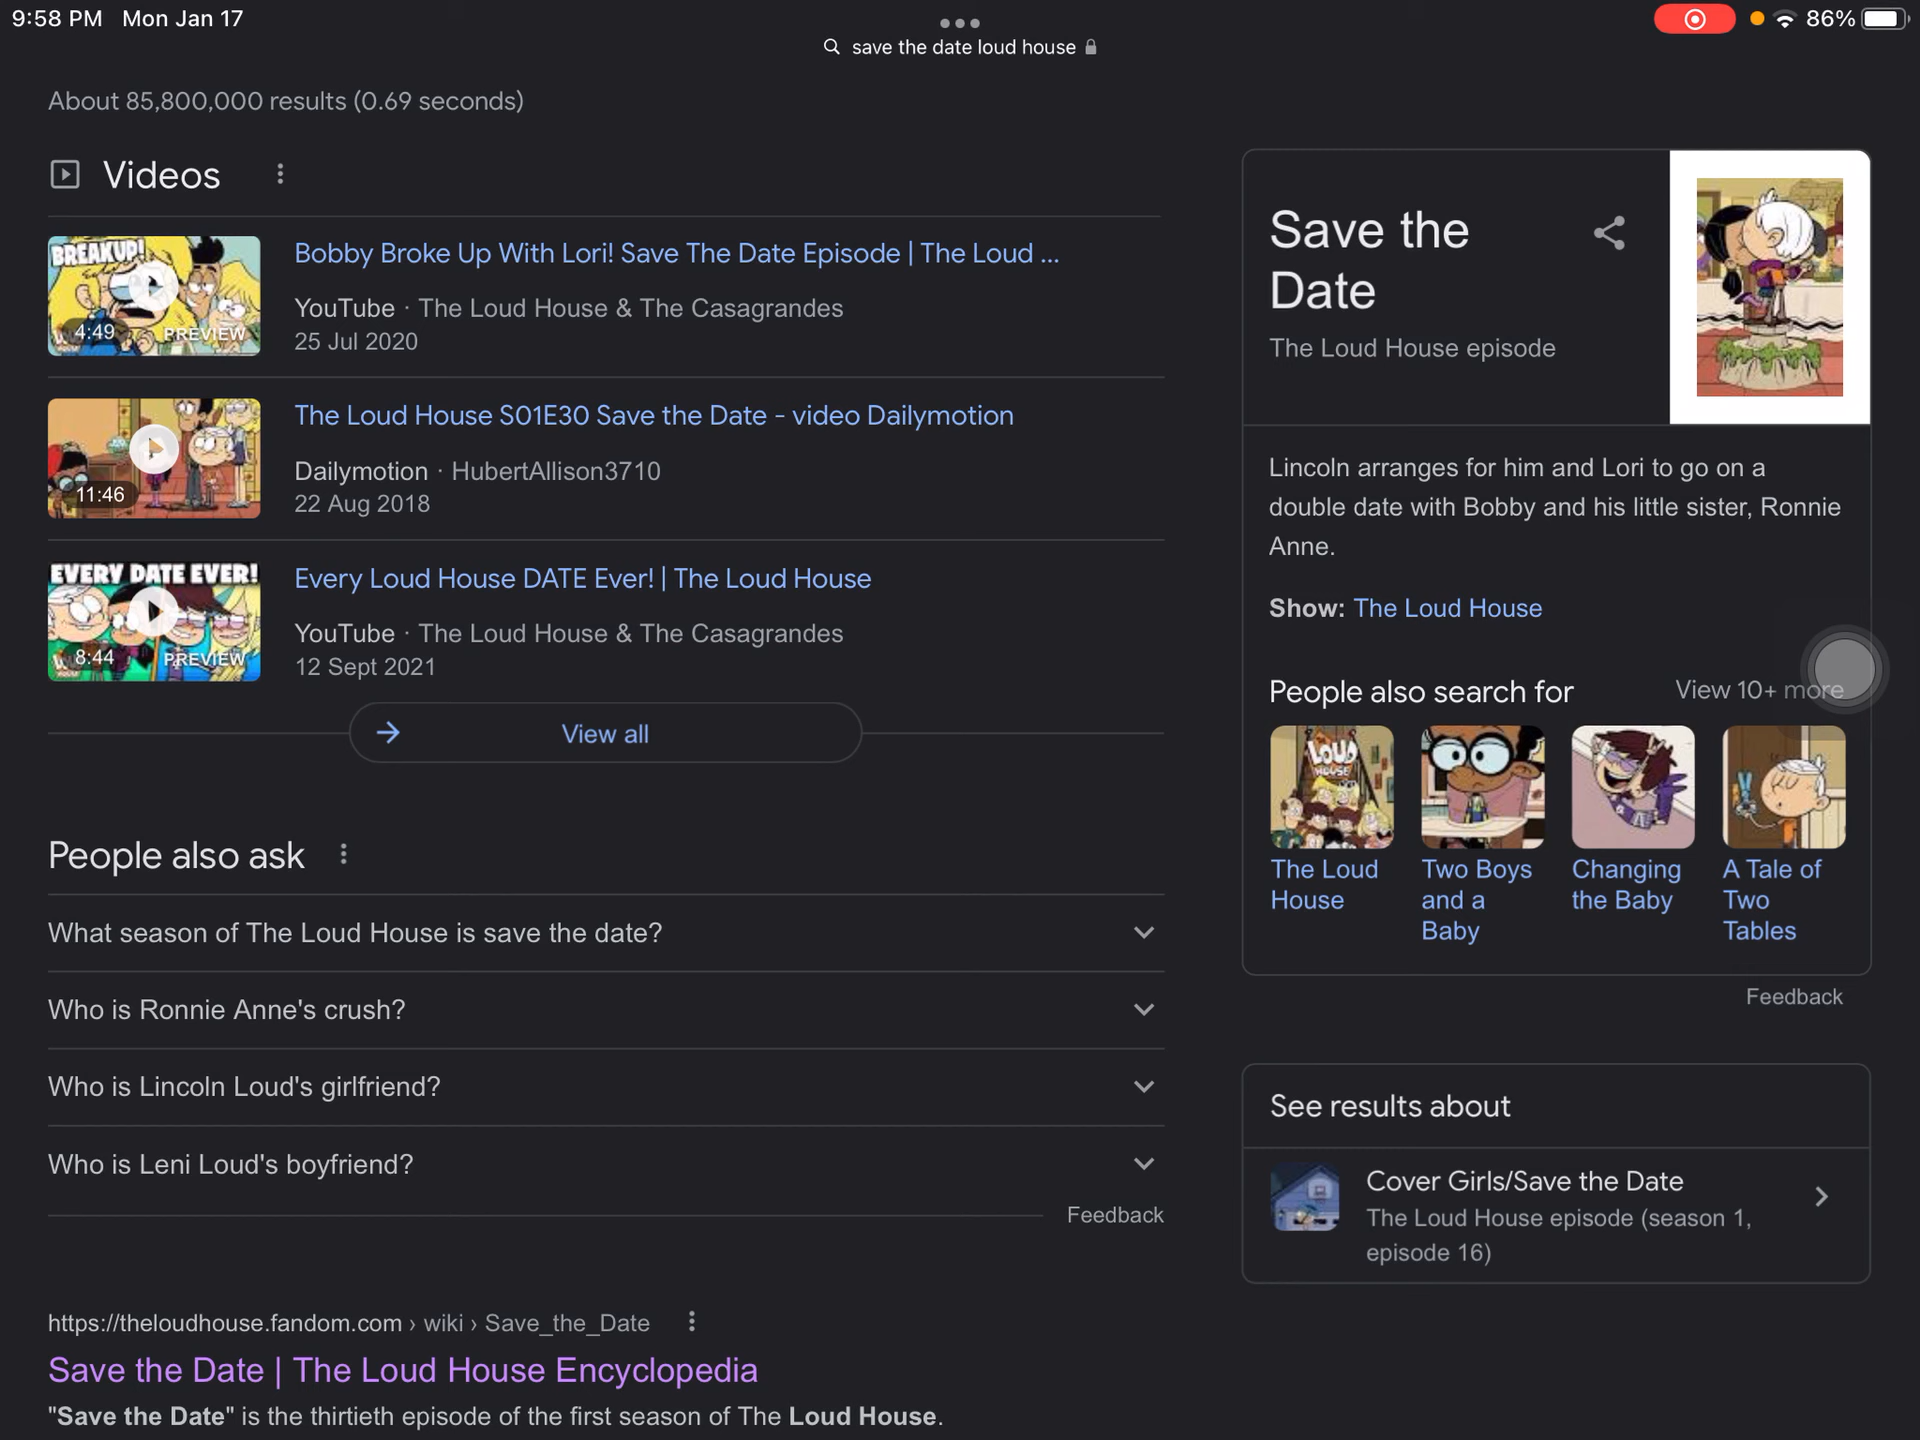 9:58 PM Mon Jan 17
86%
save the date loud house
About 85,800,000 results (0.69 seconds)
Videos
BREAKUP!
4:49
PREVIEW
Bobby Broke Up With Lori! Save The Date Episode | The Loud ...
YouTube · The Loud House & The Casagrandes
25 Jul 2020
11:46
The Loud House S01E30 Save the Date - video Dailymotion
Dailymotion · HubertAllison3710
22 Aug 2018
EVERY DATE EVER!
8:44
PREVIEW
Every Loud House DATE Ever! | The Loud House
YouTube · The Loud House & The Casagrandes
12 Sept 2021
View all
People also ask
What season of The Loud House is save the date?
Who is Ronnie Anne's crush?
Who is Lincoln Loud's girlfriend?
Who is Leni Loud's boyfriend?
Feedback
https://theloudhouse.fandom.com › wiki › Save_the_Date
Save the Date | The Loud House Encyclopedia
"Save the Date" is the thirtieth episode of the first season of The Loud House.
Save the
Date
The Loud House episode
Lincoln arranges for him and Lori to go on a
double date with Bobby and his little sister, Ronnie
Anne.
Show: The Loud House
People also search for
View 10+ more
LOUD
HOUSE
The Loud
House
Two Boys
and a
Baby
Changing
the Baby
A Tale of
Two
Tables
Feedback
See results about
Cover Girls/Save the Date
The Loud House episode (season 1,
episode 16)